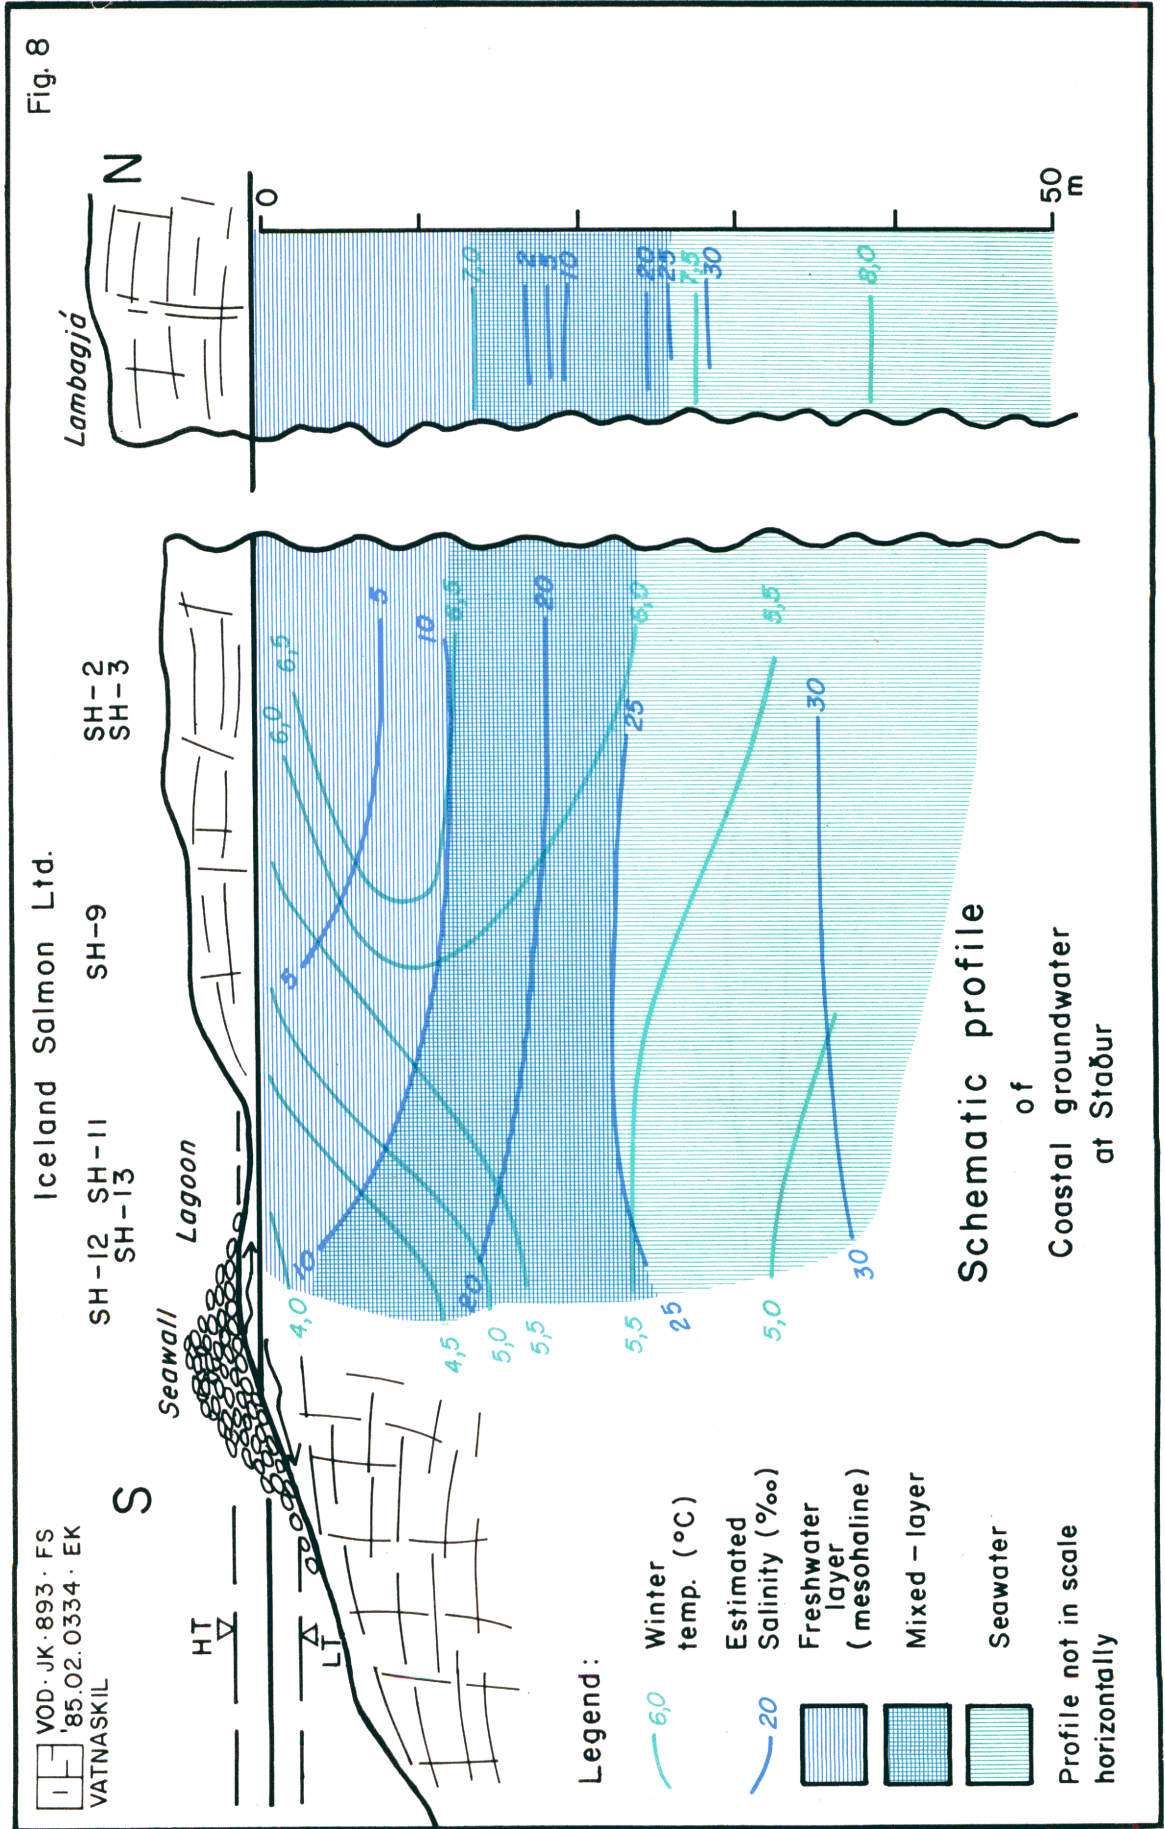 Fig. 8
VOD·JK·893·FS
'85.02.0334·EK
VATNASKIL
Iceland Salmon Ltd.
S
N
Seawall
Lagoon
Lambagjá
SH-12 SH-11
SH-13
SH-9
SH-2
SH-3
HT
LT
0
50
m
4,0
4,5
5,0
5,5
5,5
5,0
6,0
6,5
6,5
6,0
5,5
10
20
25
30
5
5
10
20
25
30
7,0
2
5
10
20
25
7,5
30
8,0
Legend:
6,0
Winter
temp. (°C)
20
Estimated
Salinity (‰)
Freshwater
layer
(mesohaline)
Mixed-layer
Seawater
Profile not in scale
horizontally
Schematic profile
of
Coastal groundwater
at Staður